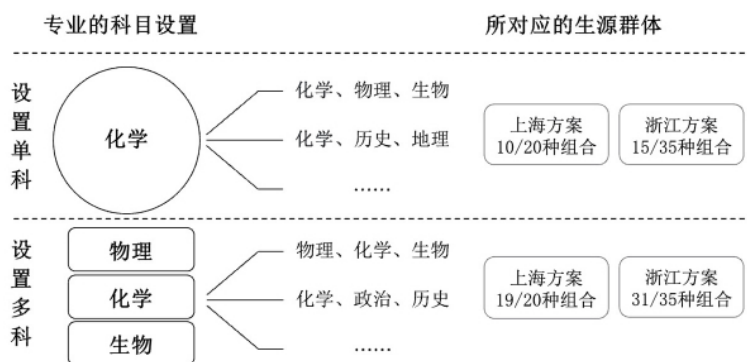 专业的科目设置
所对应的生源群体
设置单科
化学
化学、物理、生物
化学、历史、地理
……
上海方案
10/20种组合
浙江方案
15/35种组合
设置多科
物理
化学
生物
物理、化学、生物
化学、政治、历史
……
上海方案
19/20种组合
浙江方案
31/35种组合